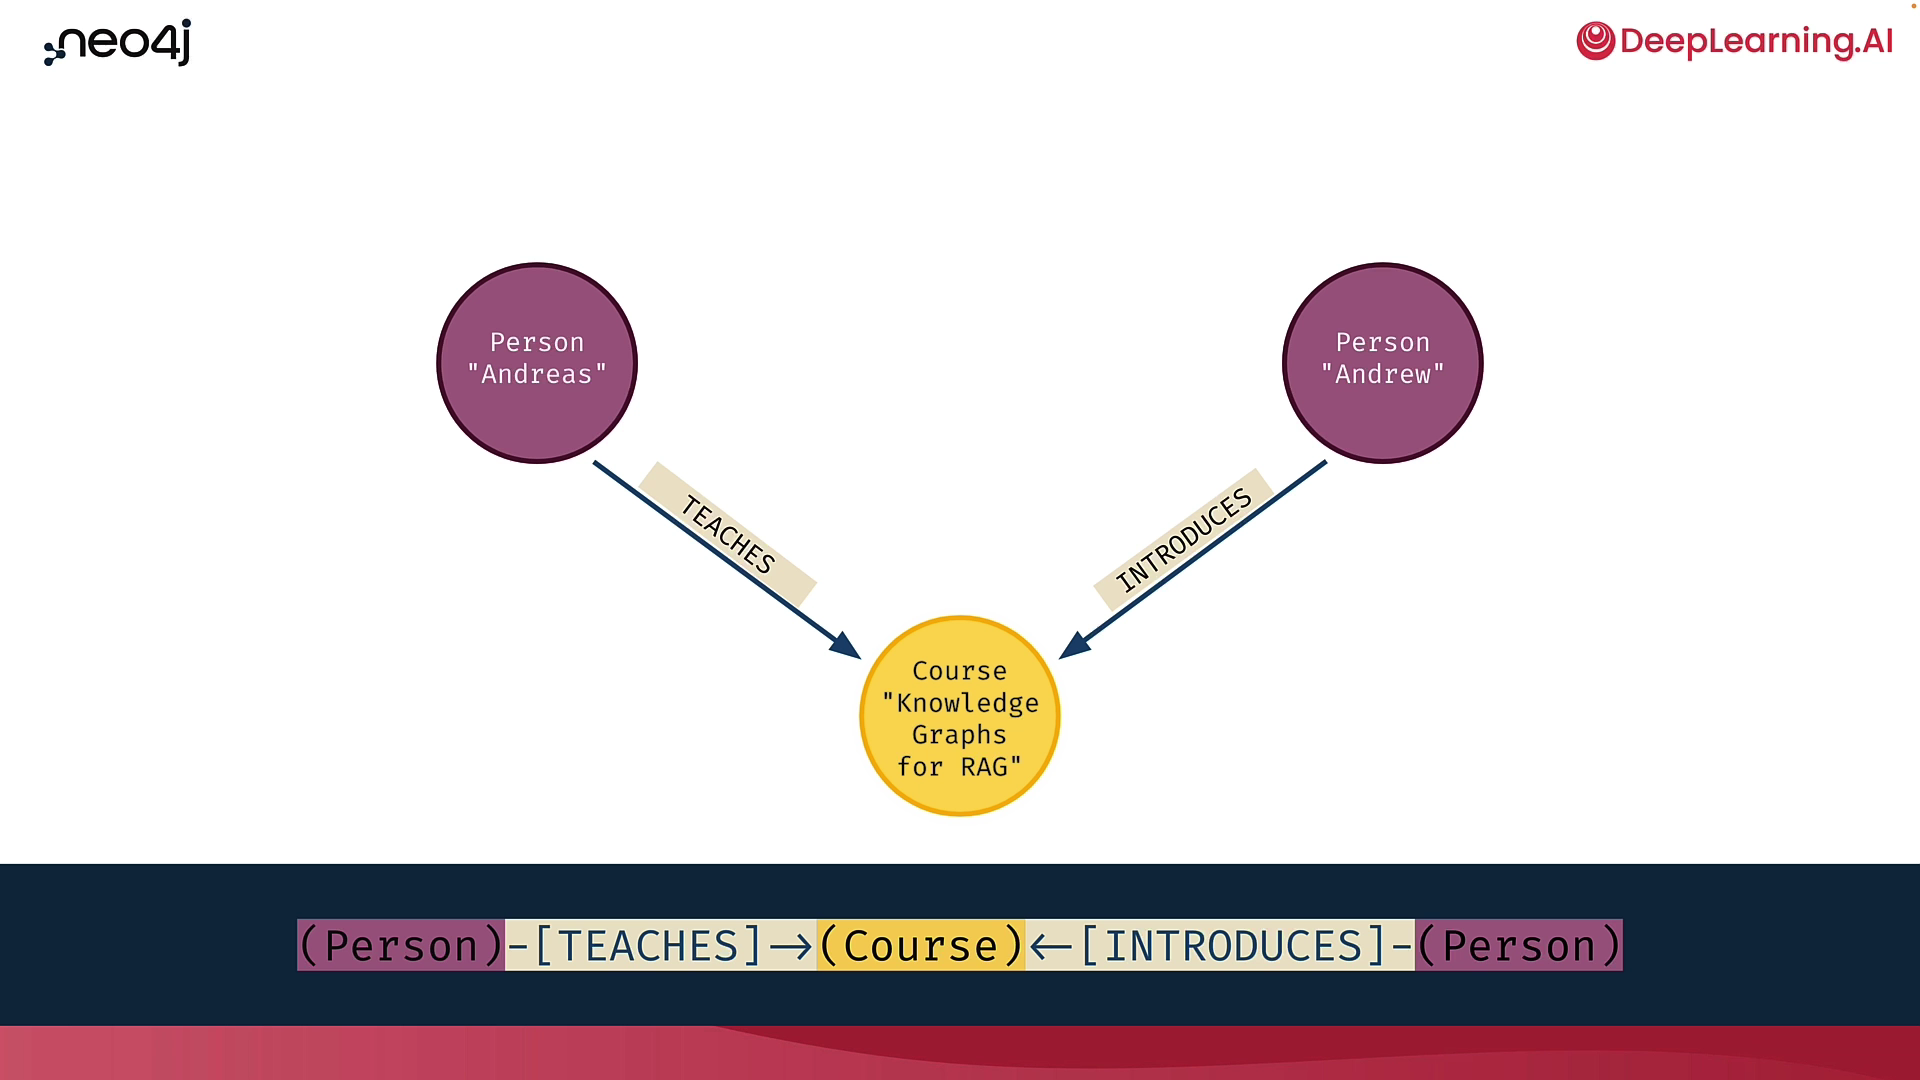 neo4j
DeepLearning.AI
Person
"Andreas"
Person
"Andrew"
TEACHES
INTRODUCES
Course
"Knowledge
Graphs
for RAG"
(Person)-[TEACHES]→(Course)←[INTRODUCES]-(Person)